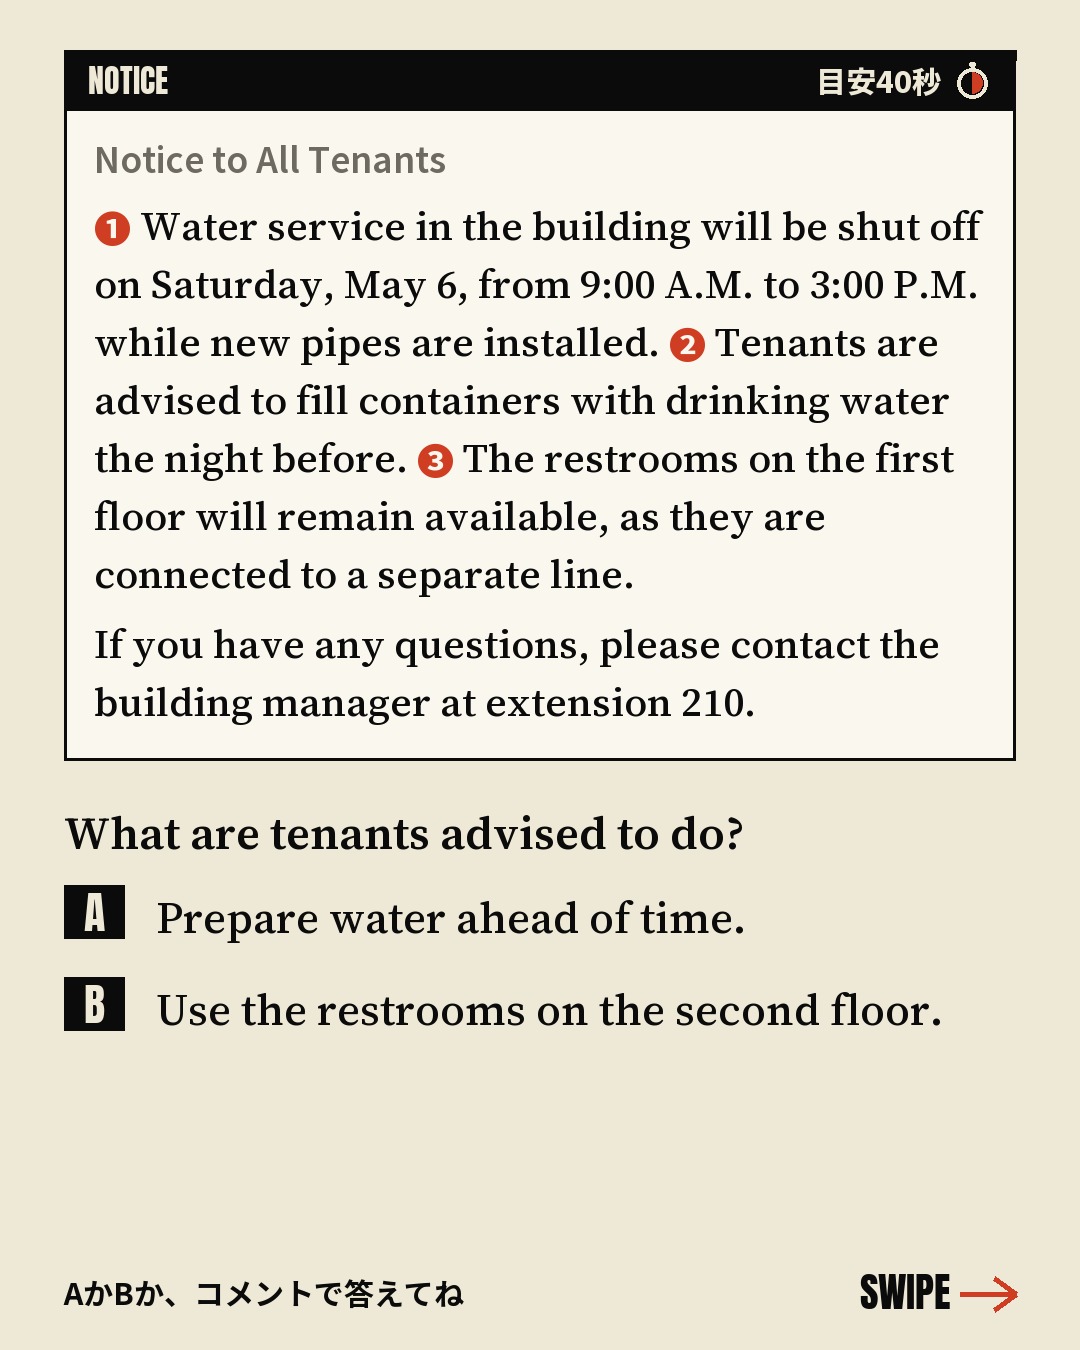 NOTICE
目安40秒
Notice to All Tenants
1 Water service in the building will be shut off
on Saturday, May 6, from 9:00 A.M. to 3:00 P.M.
while new pipes are installed. 2 Tenants are
advised to fill containers with drinking water
the night before. 3 The restrooms on the first
floor will remain available, as they are
connected to a separate line.
If you have any questions, please contact the
building manager at extension 210.
What are tenants advised to do?
A Prepare water ahead of time.
B Use the restrooms on the second floor.
AかBか、コメントで答えてね
SWIPE